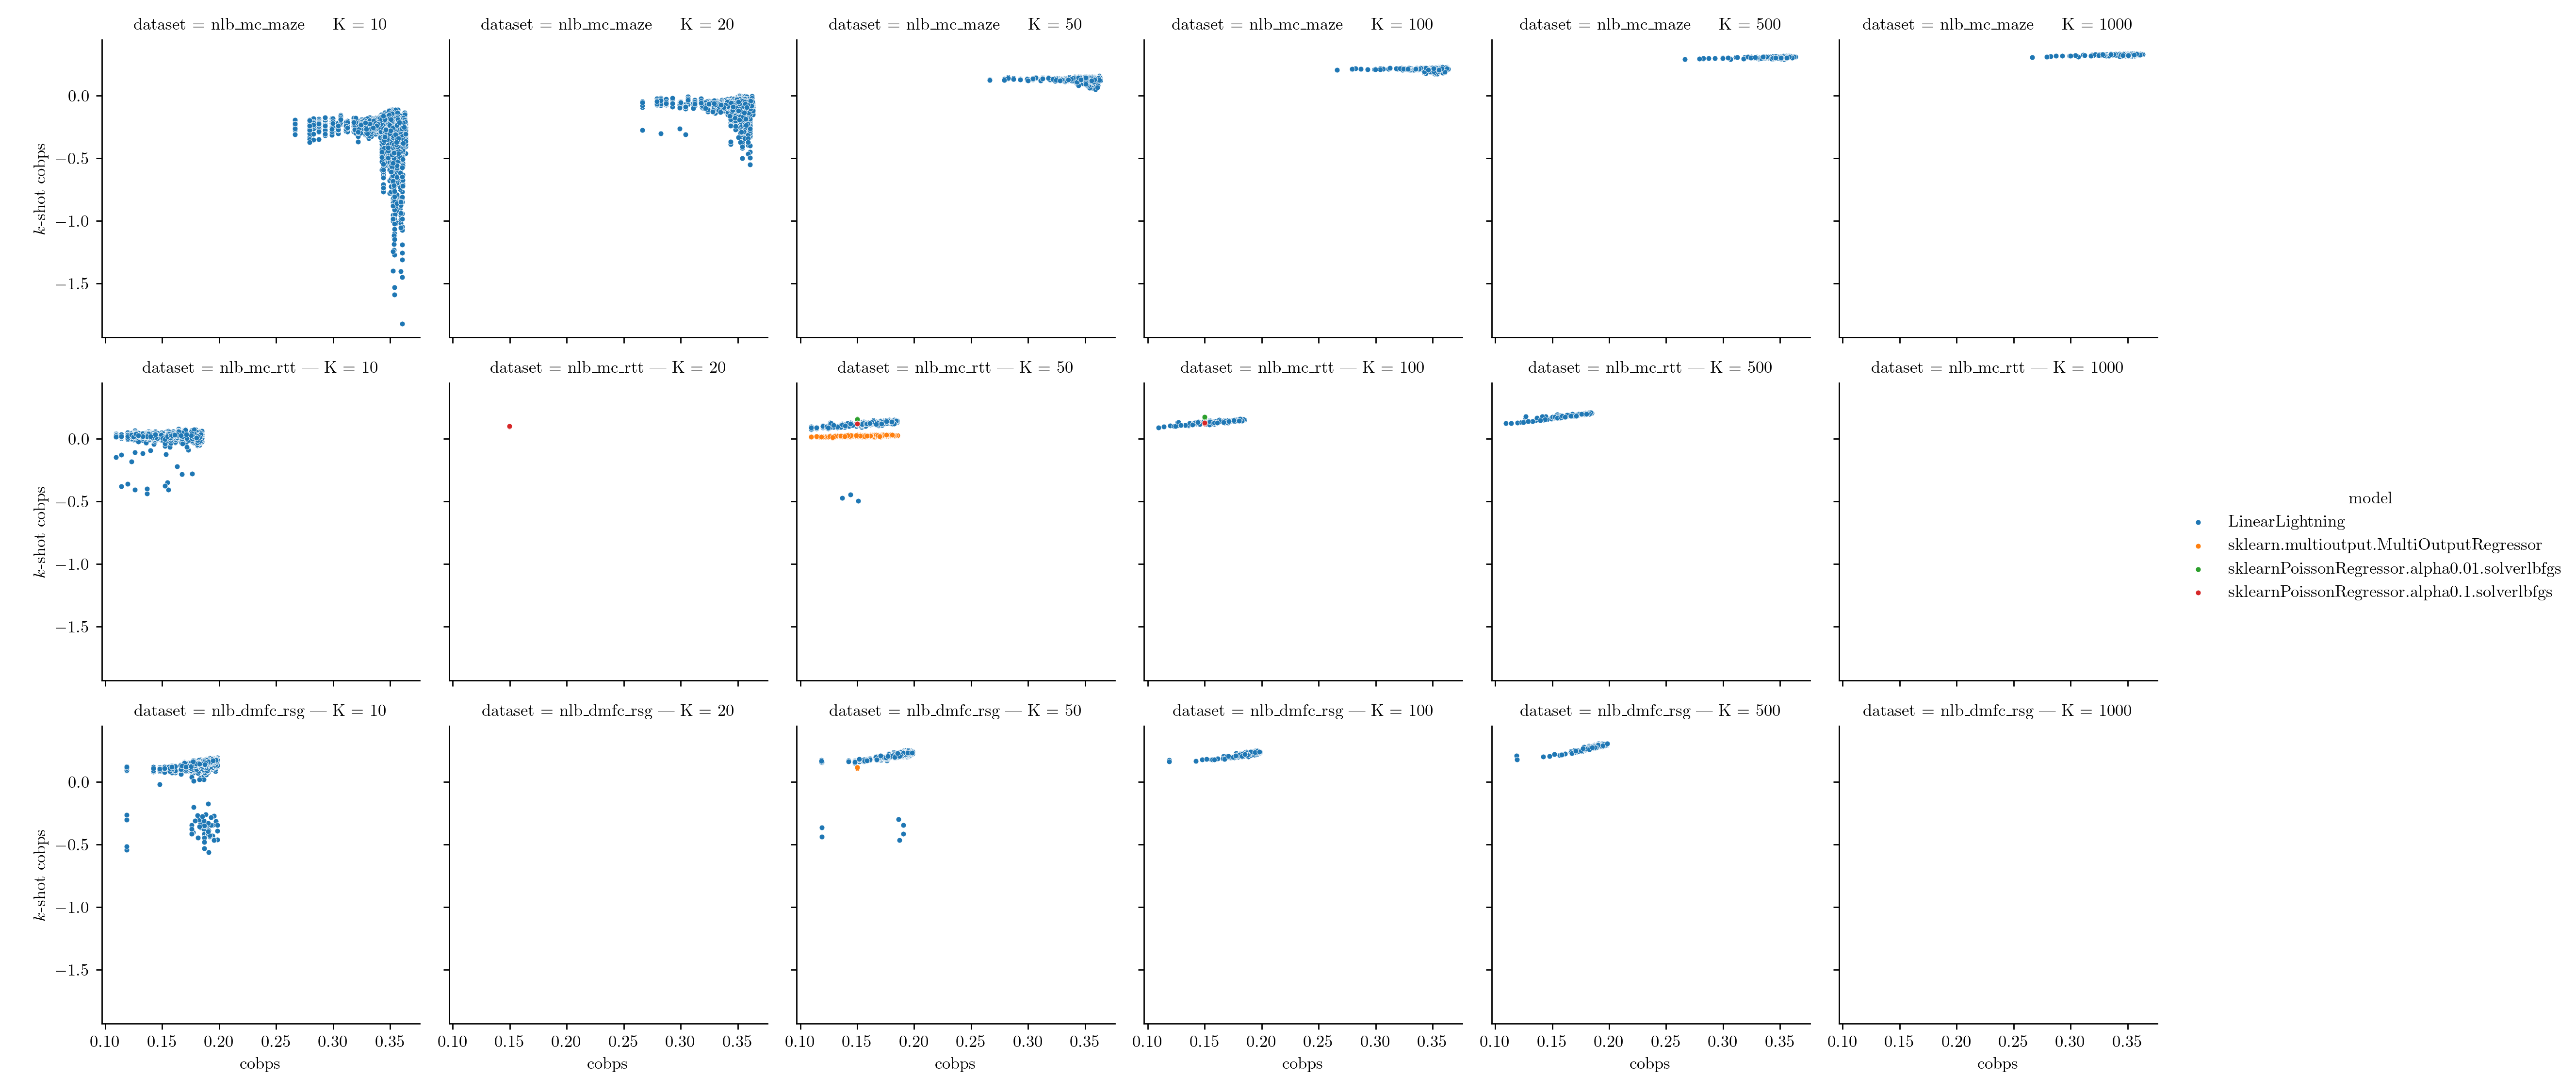 dataset = nlb_mc_maze — K = 10
dataset = nlb_mc_maze — K = 20
dataset = nlb_mc_maze — K = 50
dataset = nlb_mc_maze — K = 100
dataset = nlb_mc_maze — K = 500
dataset = nlb_mc_maze — K = 1000
k-shot cobps
0.0
−0.5
−1.0
−1.5
dataset = nlb_mc_rtt — K = 10
dataset = nlb_mc_rtt — K = 20
dataset = nlb_mc_rtt — K = 50
dataset = nlb_mc_rtt — K = 100
dataset = nlb_mc_rtt — K = 500
dataset = nlb_mc_rtt — K = 1000
k-shot cobps
0.0
−0.5
−1.0
−1.5
model
LinearLightning
sklearn.multioutput.MultiOutputRegressor
sklearnPoissonRegressor.alpha0.01.solverlbfgs
sklearnPoissonRegressor.alpha0.1.solverlbfgs
dataset = nlb_dmfc_rsg — K = 10
dataset = nlb_dmfc_rsg — K = 20
dataset = nlb_dmfc_rsg — K = 50
dataset = nlb_dmfc_rsg — K = 100
dataset = nlb_dmfc_rsg — K = 500
dataset = nlb_dmfc_rsg — K = 1000
k-shot cobps
0.0
−0.5
−1.0
−1.5
0.10 0.15 0.20 0.25 0.30 0.35
cobps
0.10 0.15 0.20 0.25 0.30 0.35
cobps
0.10 0.15 0.20 0.25 0.30 0.35
cobps
0.10 0.15 0.20 0.25 0.30 0.35
cobps
0.10 0.15 0.20 0.25 0.30 0.35
cobps
0.10 0.15 0.20 0.25 0.30 0.35
cobps